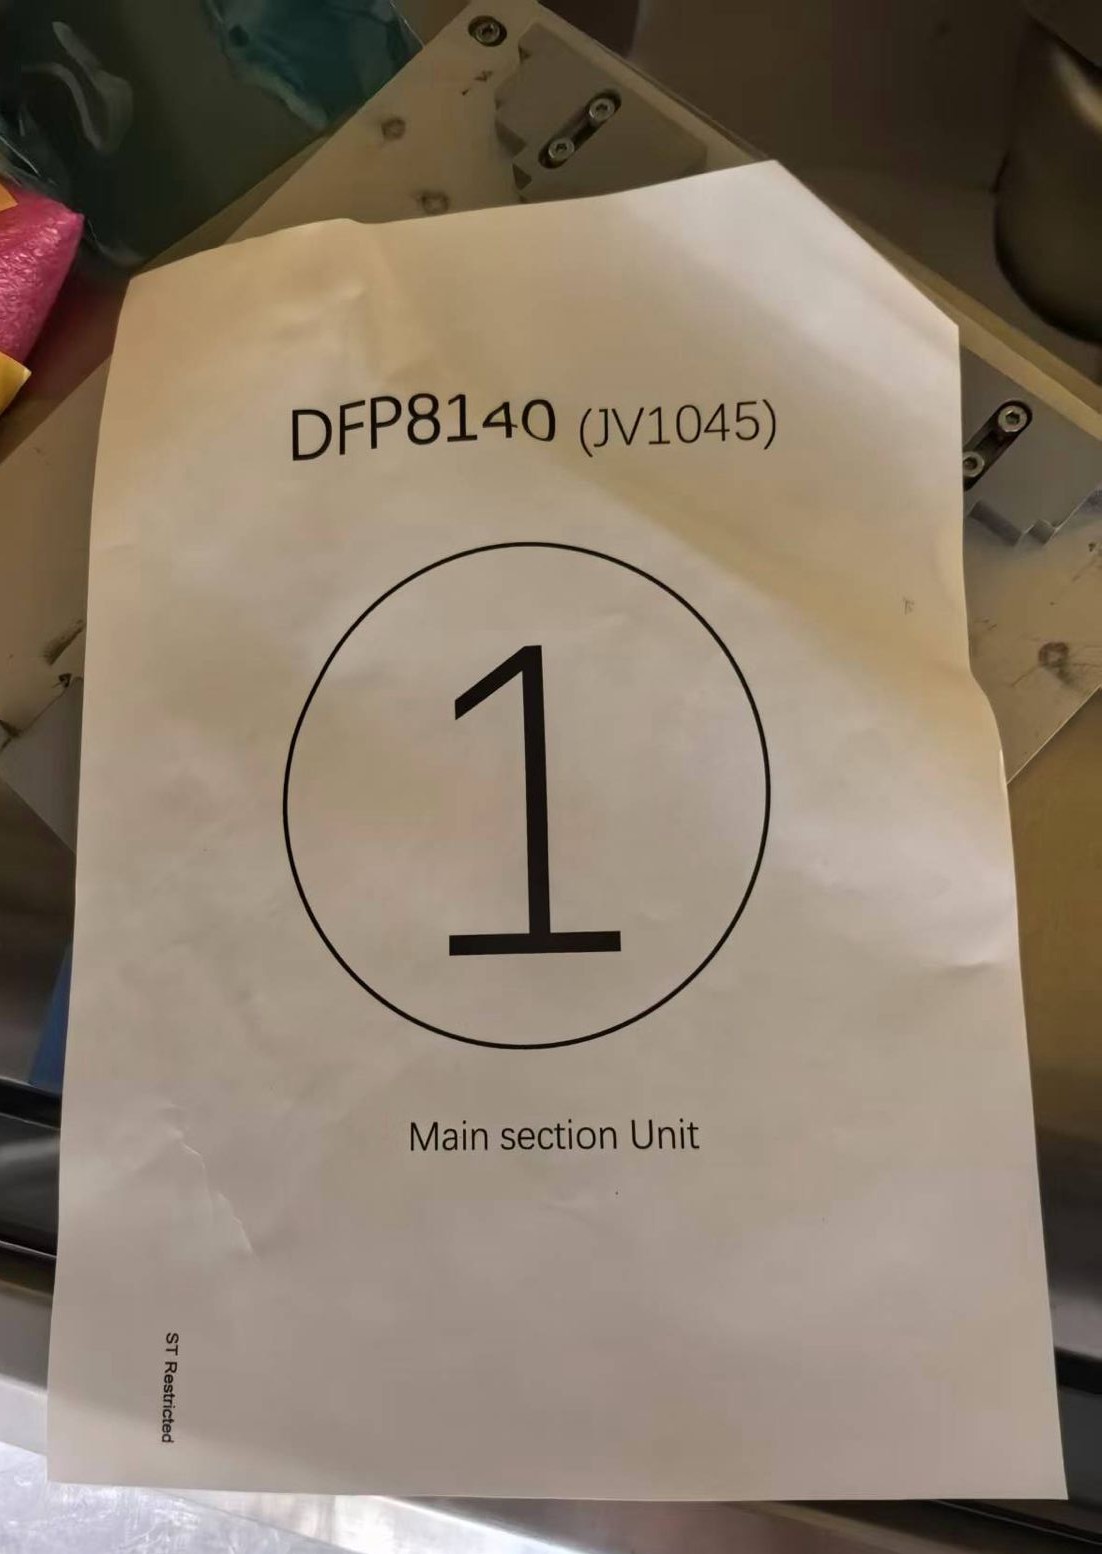 DFP8140 (JV1045)
1
Main section Unit
ST Restricted